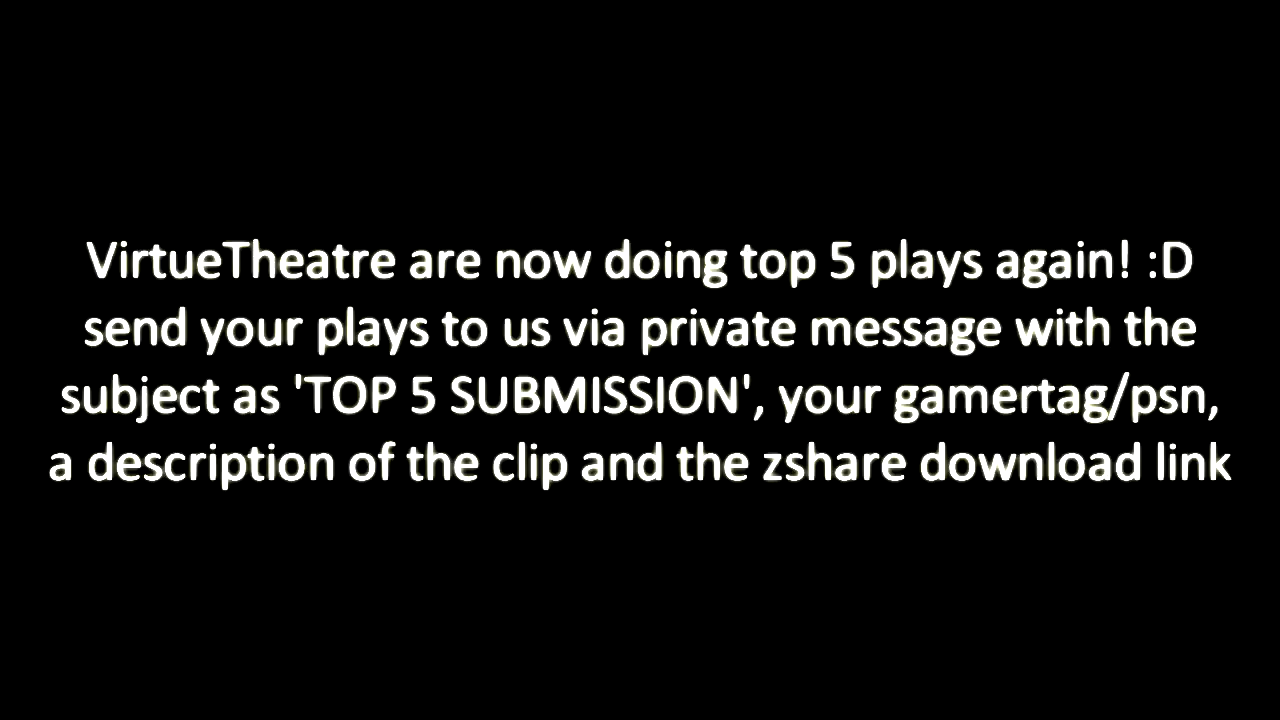 VirtueTheatre are now doing top 5 plays again! :D
send your plays to us via private message with the
subject as 'TOP 5 SUBMISSION', your gamertag/psn,
a description of the clip and the zshare download link